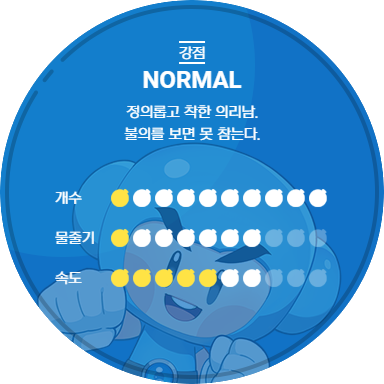 강점
NORMAL
정의롭고 착한 의리남.
불의를 보면 못 참는다.
개수
물줄기
속도